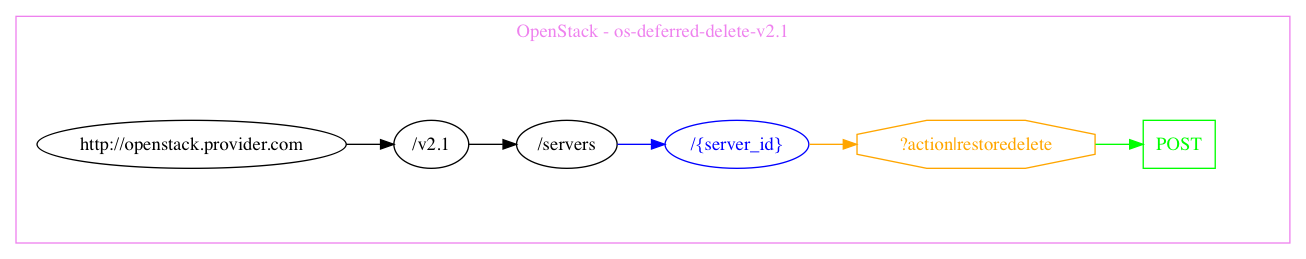 OpenStack - os-deferred-delete-v2.1
http://openstack.provider.com
/v2.1
/servers
/{server_id}
?action|restoredelete
POST